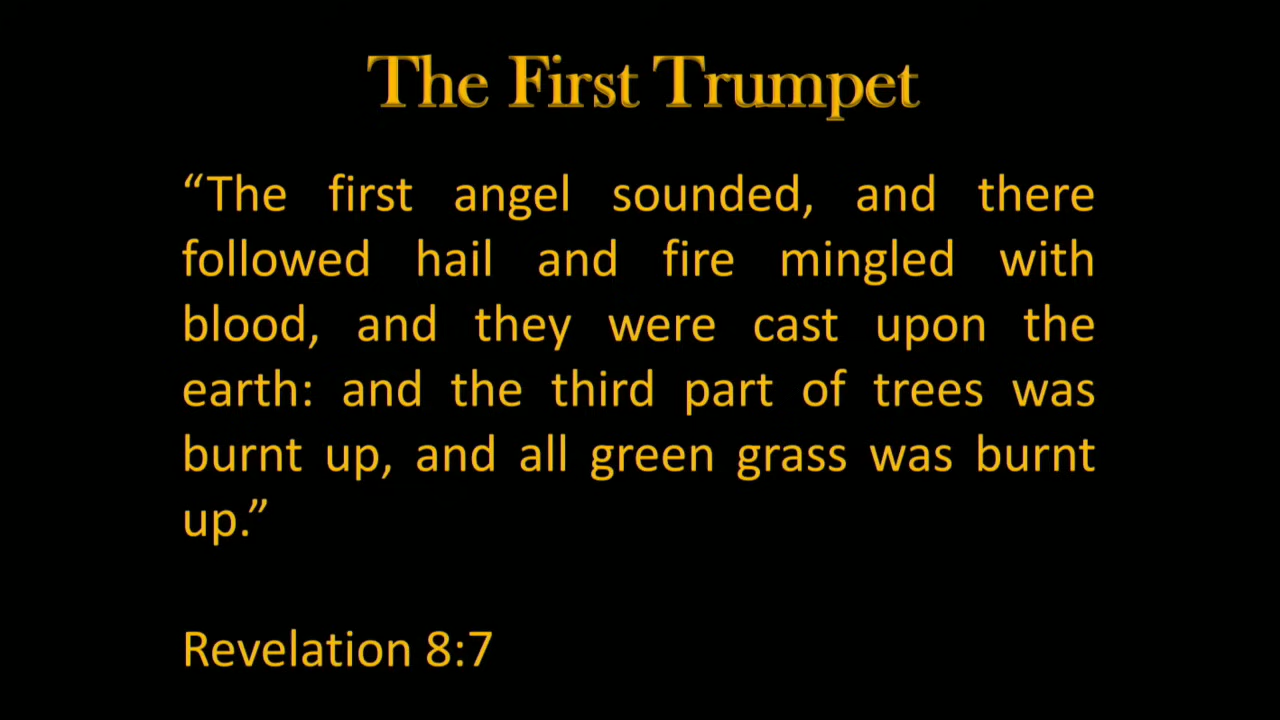 The First Trumpet
“The first angel sounded, and there
followed hail and fire mingled with
blood, and they were cast upon the
earth: and the third part of trees was
burnt up, and all green grass was burnt
up.”
Revelation 8:7